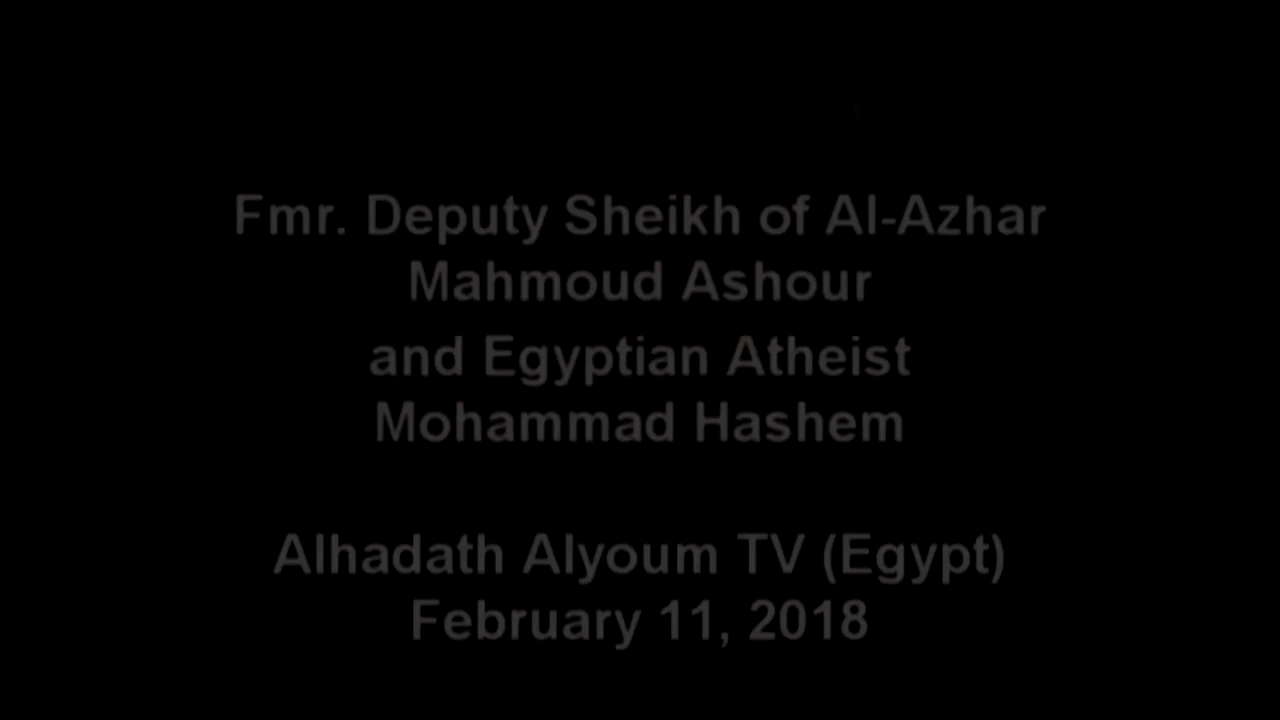 Fmr. Deputy Sheikh of Al-Azhar
Mahmoud Ashour
and Egyptian Atheist
Mohammad Hashem
Alhadath Alyoum TV (Egypt)
February 11, 2018